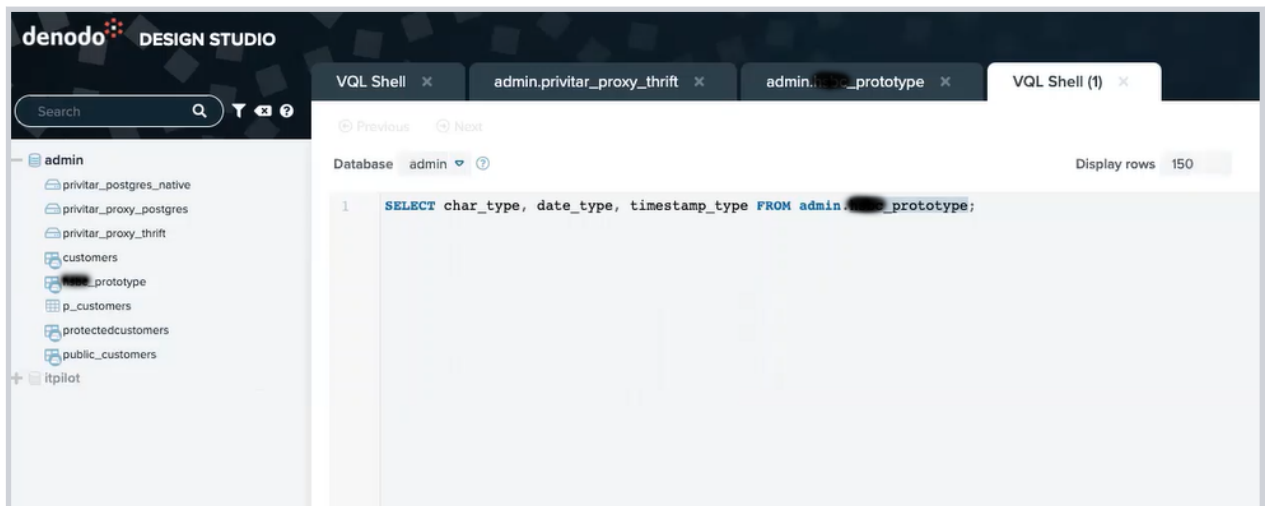 denodo DESIGN STUDIO
VQL Shell × admin.privitar_proxy_thrift × admin. _prototype × VQL Shell (1) ×
Search
Previous Next
Database admin Display rows 150
admin
privitar_postgres_native
privitar_proxy_postgres
privitar_proxy_thrift
customers
_prototype
p_customers
protectedcustomers
public_customers
itpilot
1 SELECT char_type, date_type, timestamp_type FROM admin. _prototype;